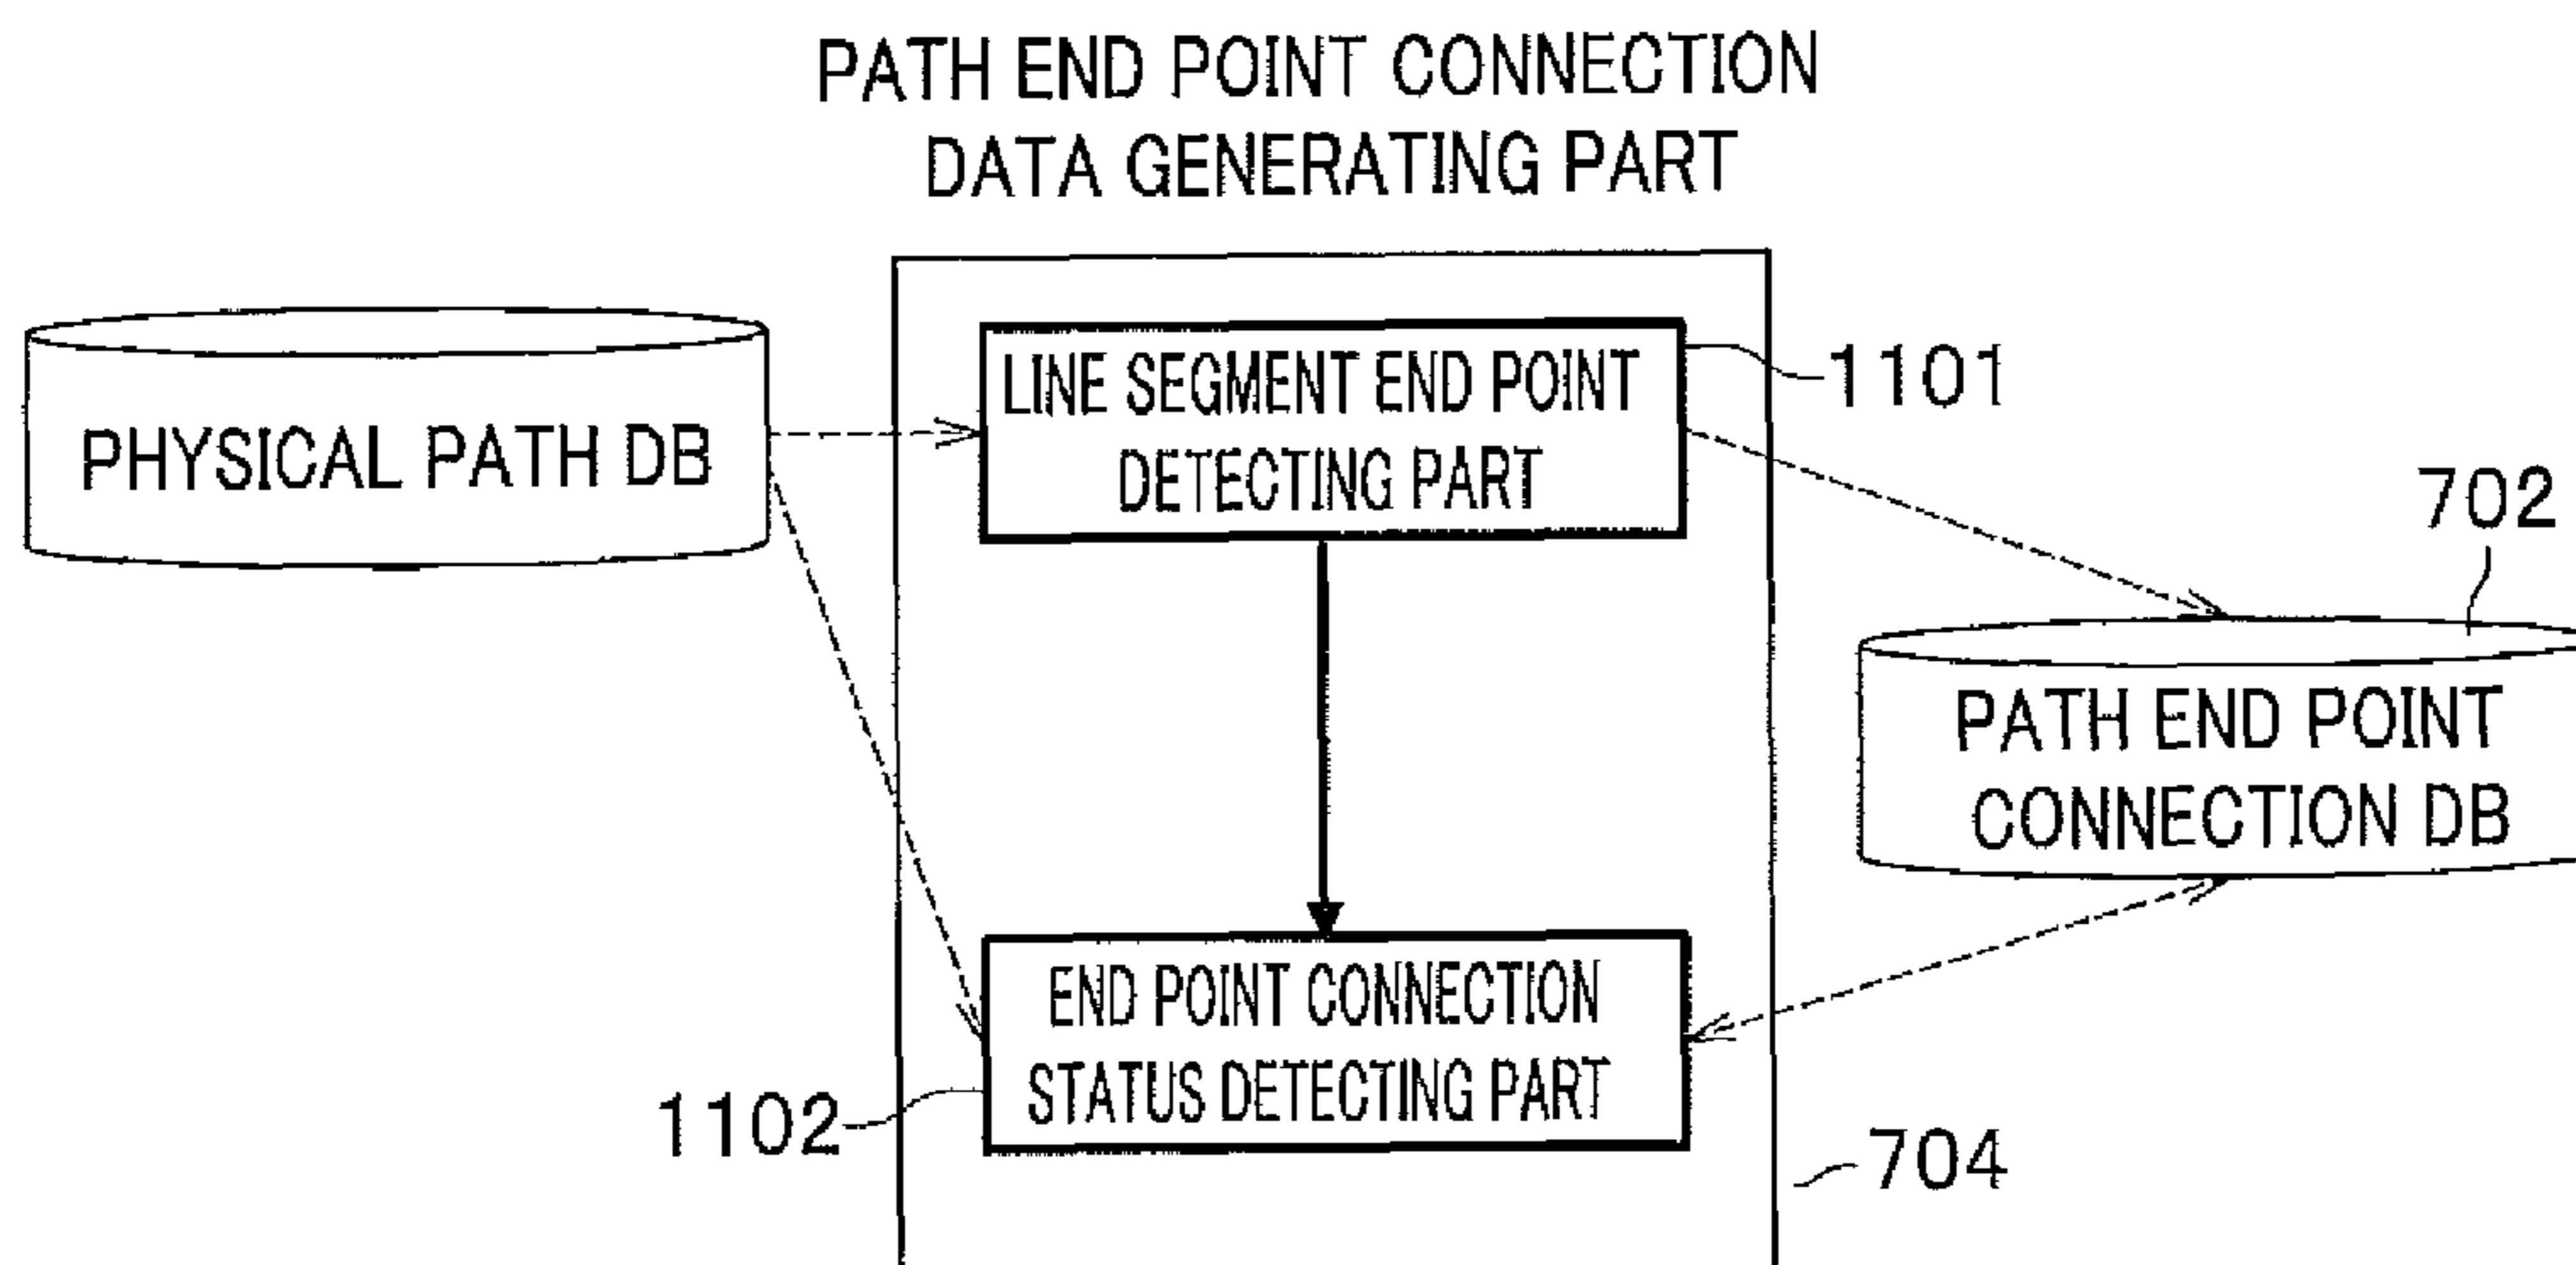 PATH END POINT CONNECTION
DATA GENERATING PART
LINE SEGMENT END POINT
DETECTING PART
1101
PHYSICAL PATH DB
702
PATH END POINT
CONNECTION DB
END POINT CONNECTION
STATUS DETECTING PART
1102
704